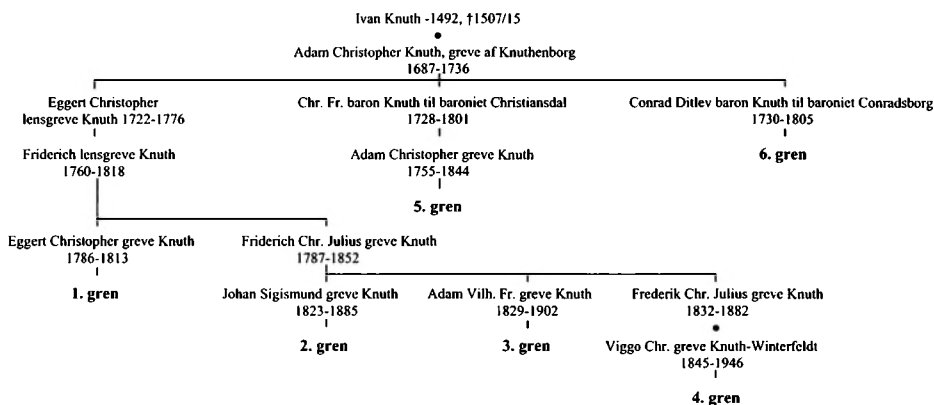 Ivan Knuth -1492, †1507/15
Adam Christopher Knuth, greve af Knuthenborg
1687-1736
Eggert Christopher
lensgreve Knuth 1722-1776
Chr. Fr. baron Knuth til baroniet Christiansdal
1728-1801
Conrad Ditlev baron Knuth til baroniet Conradsborg
1730-1805
Friderich lensgreve Knuth
1760-1818
Adam Christopher greve Knuth
1755-1844
6. gren
5. gren
Eggert Christopher greve Knuth
1786-1813
Friderich Chr. Julius greve Knuth
1787-1852
1. gren
Johan Sigismund greve Knuth
1823-1885
Adam Vilh. Fr. greve Knuth
1829-1902
Frederik Chr. Julius greve Knuth
1832-1882
2. gren
3. gren
Viggo Chr. greve Knuth-Winterfeldt
1845-1946
4. gren